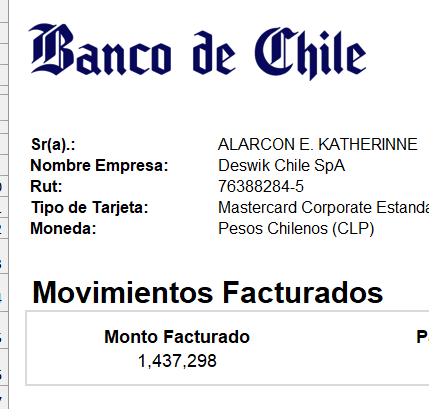 Banco de Chile
Sr(a).: ALARCON E. KATHERINNE
Nombre Empresa: Deswik Chile SpA
Rut: 76388284-5
Tipo de Tarjeta: Mastercard Corporate
Moneda: Pesos Chilenos (CLP)
Movimientos Facturados
Monto Facturado
1,437,298